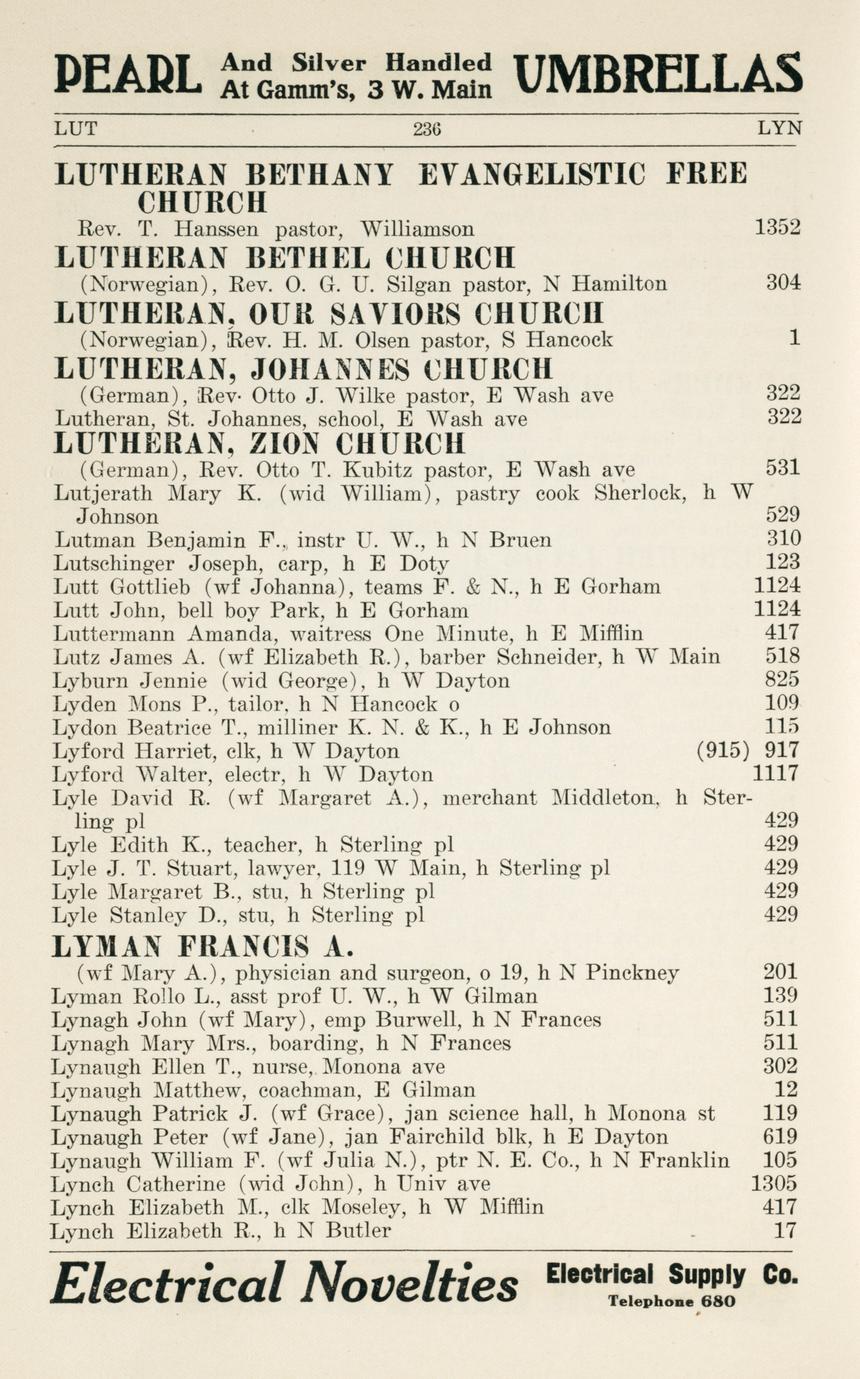 PEARL And Silver Handled UMBRELLAS
At Gamm's, 3 W. Main
LUT 236 LYN
LUTHERAN BETHANY EVANGELISTIC FREE
CHURCH
Rev. T. Hanssen pastor, Williamson 1352
LUTHERAN BETHEL CHURCH
(Norwegian), Rev. O. G. U. Silgan pastor, N Hamilton 304
LUTHERAN, OUR SAVIORS CHURCH
(Norwegian), Rev. H. M. Olsen pastor, S Hancock 1
LUTHERAN, JOHANNES CHURCH
(German), Rev· Otto J. Wilke pastor, E Wash ave 322
Lutheran, St. Johannes, school, E Wash ave 322
LUTHERAN, ZION CHURCH
(German), Rev. Otto T. Kubitz pastor, E Wash ave 531
Lutjerath Mary K. (wid William), pastry cook Sherlock, h W
Johnson 529
Lutman Benjamin F., instr U. W., h N Bruen 310
Lutschinger Joseph, carp, h E Doty 123
Lutt Gottlieb (wf Johanna), teams F. & N., h E Gorham 1124
Lutt John, bell boy Park, h E Gorham 1124
Luttermann Amanda, waitress One Minute, h E Mifflin 417
Lutz James A. (wf Elizabeth R.), barber Schneider, h W Main 518
Lyburn Jennie (wid George), h W Dayton 825
Lyden Mons P., tailor, h N Hancock o 109
Lydon Beatrice T., milliner K. N. & K., h E Johnson 115
Lyford Harriet, clk, h W Dayton (915) 917
Lyford Walter, electr, h W Dayton 1117
Lyle David R. (wf Margaret A.), merchant Middleton, h Ster-
ling pl 429
Lyle Edith K., teacher, h Sterling pl 429
Lyle J. T. Stuart, lawyer, 119 W Main, h Sterling pl 429
Lyle Margaret B., stu, h Sterling pl 429
Lyle Stanley D., stu, h Sterling pl 429
LYMAN FRANCIS A.
(wf Mary A.), physician and surgeon, o 19, h N Pinckney 201
Lyman Rollo L., asst prof U. W., h W Gilman 139
Lynagh John (wf Mary), emp Burwell, h N Frances 511
Lynagh Mary Mrs., boarding, h N Frances 511
Lynaugh Ellen T., nurse, Monona ave 302
Lynaugh Matthew, coachman, E Gilman 12
Lynaugh Patrick J. (wf Grace), jan science hall, h Monona st 119
Lynaugh Peter (wf Jane), jan Fairchild blk, h E Dayton 619
Lynaugh William F. (wf Julia N.), ptr N. E. Co., h N Franklin 105
Lynch Catherine (wid John), h Univ ave 1305
Lynch Elizabeth M., clk Moseley, h W Mifflin 417
Lynch Elizabeth R., h N Butler 17
Electrical Novelties Electrical Supply Co.
Telephone 680